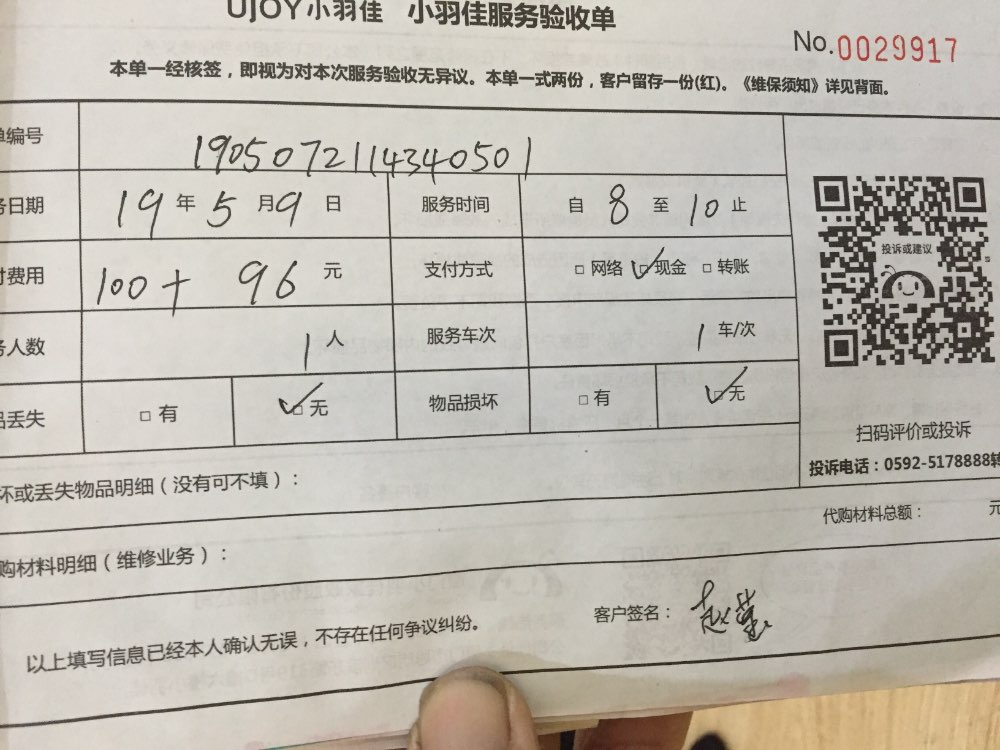 UJOY小羽佳 小羽佳服务验收单
No.0029917
本单一经核签，即视为对本次服务验收无异议。本单一式两份，客户留存一份(红)。《维保须知》详见背面。
单编号 190507211434050 1
务日期 19 年 5 月 9 日 服务时间 自 8 至 10 止
付费用 100 + 96 元 支付方式 □ 网络 ☑ 现金 □ 转账
务人数 1 人 服务车次 1 车/次
品丢失 □ 有 ☑ 无 物品损坏 □ 有 ☑ 无
投诉或建议
扫码评价或投诉
投诉电话：0592-5178888转
坏或丢失物品明细（没有可不填）：
代购材料总额： 元
购材料明细（维修业务）：
以上填写信息已经本人确认无误，不存在任何争议纠纷。
客户签名：